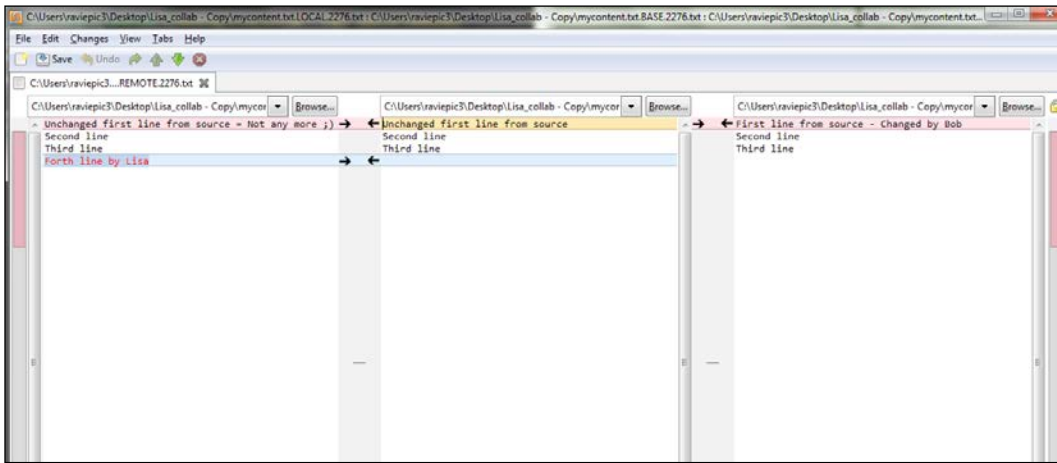 C:\Users\raviepic3\Desktop\Lisa_collab - Copy\mycontent.txt.LOCAL.2276.txt : C:\Users\raviepic3\Desktop\Lisa_collab - Copy\mycontent.txt.BASE.2276.txt : C:\Users\raviepic3\Desktop\Lisa_collab - Copy\mycontent.txt...
File Edit Changes View Tabs Help
Save Undo
C:\Users\raviepic3....REMOTE.2276.txt
C:\Users\raviepic3\Desktop\Lisa_collab - Copy\mycor Browse... C:\Users\raviepic3\Desktop\Lisa_collab - Copy\mycor Browse... C:\Users\raviepic3\Desktop\Lisa_collab - Copy\mycor Browse...
Unchanged first line from source - Not any more ;) Unchanged first line from source First line from source - Changed by Bob
Second line Second line Second line
Third line Third line Third line
Forth line by Lisa